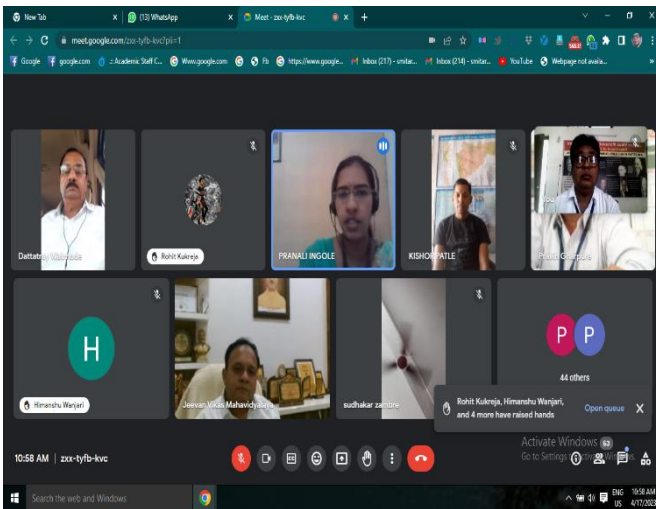 New Tab
(13) WhatsApp
Meet - zxx-tyfb-kvc
meet.google.com/zxx-tyfb-kvc?pli=1
Google
google.com
Academic Staff C...
Www.google.com
Fb
https://www.google...
Inbox (217) - smitar...
Inbox (214) - smitar...
YouTube
Webpage not availa...
Dattatray
Rohit Kukreja
PRANALI INGOLE
KISHOR PATLE
You
H
Himanshu Wanjari
Jeevan Vikas Mahavidyalaya
sudhakar zambre
P P
44 others
Rohit Kukreja, Himanshu Wanjari,
and 4 more have raised hands
Open queue
Activate Windows
53
Go to Settings
10:58 AM | zxx-tyfb-kvc
Search the web and Windows
ENG
US
10:58 AM
4/17/2023